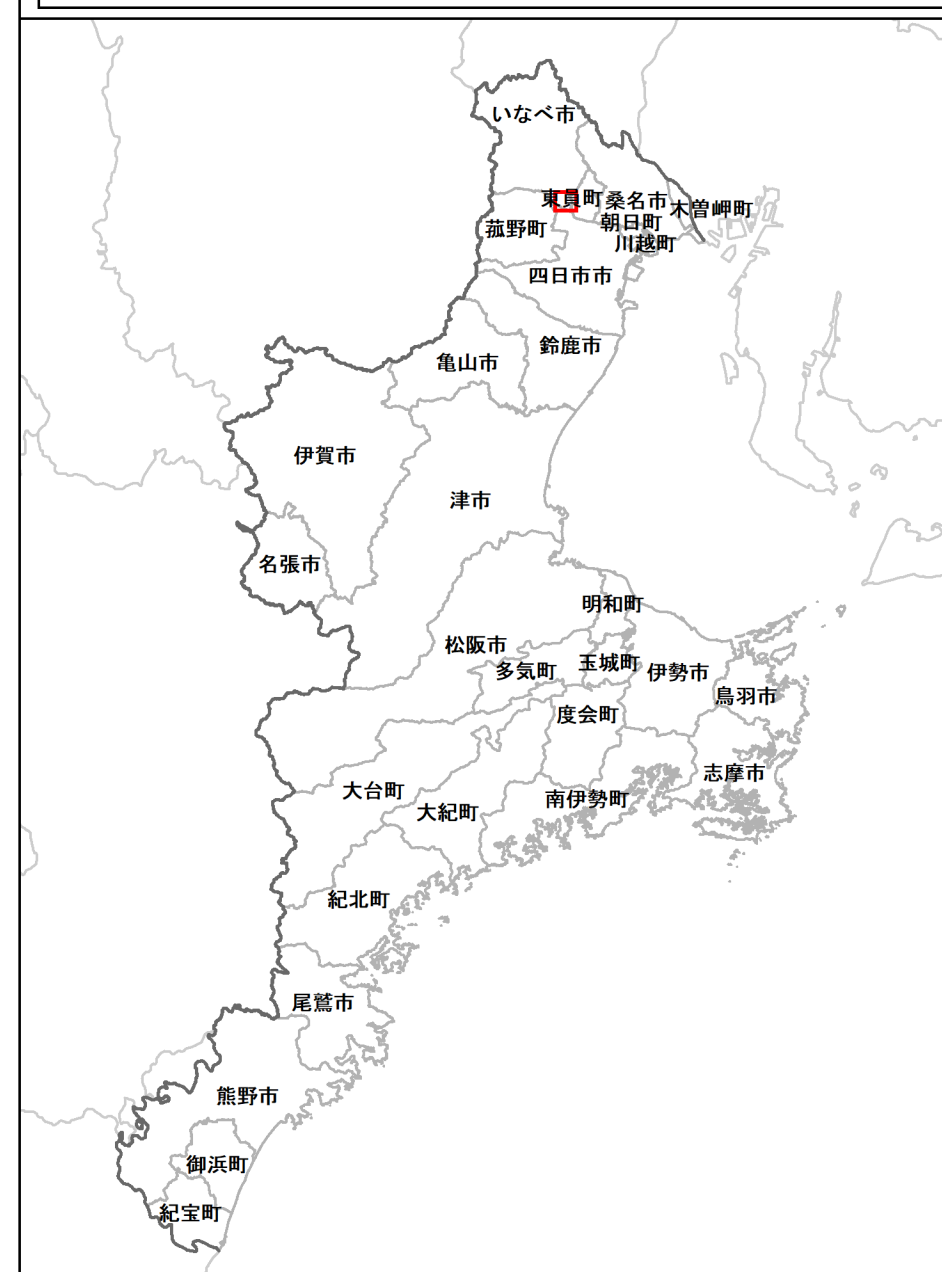 いなべ市
東員町
桑名市
木曽岬町
朝日町
菰野町
川越町
四日市市
鈴鹿市
亀山市
伊賀市
津市
名張市
明和町
松阪市
玉城町
多気町
伊勢市
鳥羽市
度会町
志摩市
大台町
南伊勢町
大紀町
紀北町
尾鷲市
熊野市
御浜町
紀宝町